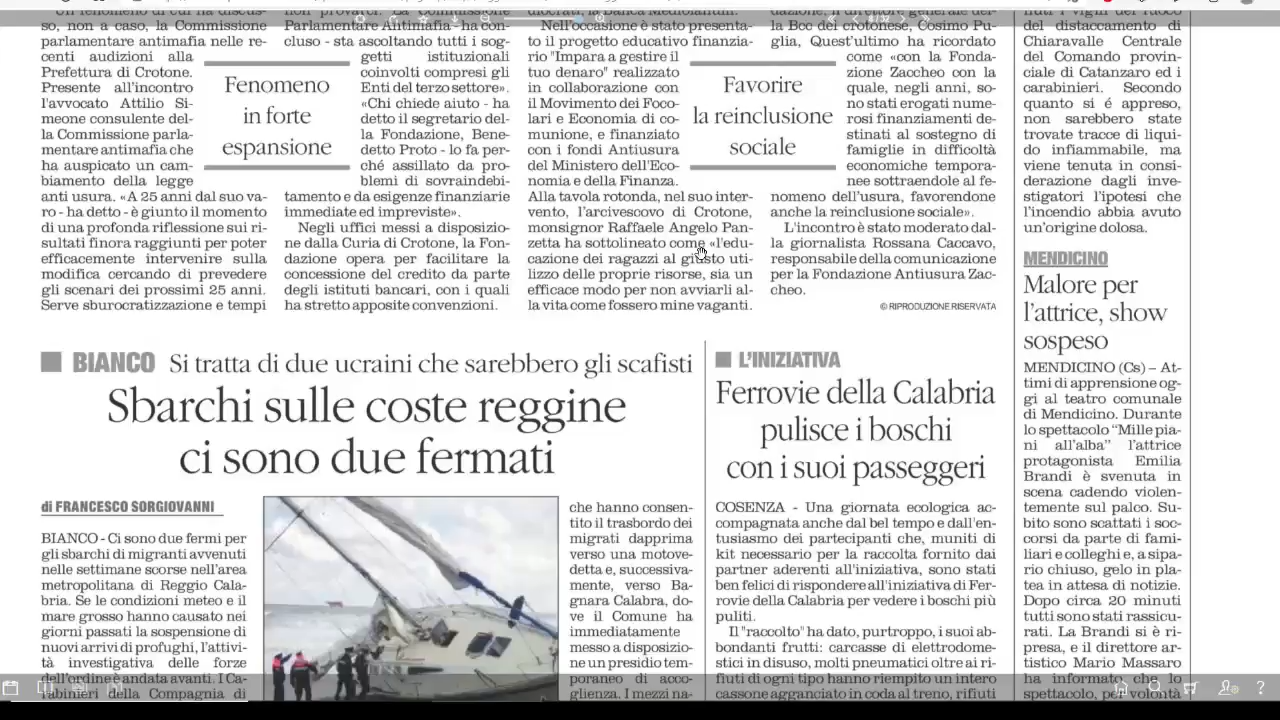 so, non a caso, la Commissione
parlamentare antimafia nelle re-
centi audizioni alla
Prefettura di Crotone.
Presente all'incontro
l'avvocato Attilio Si-
meone consulente del-
la Commissione parla-
mentare antimafia che
ha auspicato un cam-
biamento della legge
anti usura. «A 25 anni dal suo va-
ro - ha detto - è giunto il momento
di una profonda riflessione sui ri-
sultati finora raggiunti per poter
efficacemente intervenire sulla
modifica cercando di prevedere
gli scenari dei prossimi 25 anni.
Serve sburocratizzazione e tempi
Fenomeno
in forte
espansione
Parlamentare Antimafia - ha con-
cluso - sta ascoltando tutti i sog-
getti istituzionali
coinvolti compresi gli
Enti del terzo settore».
«Chi chiede aiuto - ha
detto il segretario del-
la Fondazione, Bene-
detto Proto - lo fa per-
ché assillato da pro-
blemi di sovraindebi-
tamento e da esigenze finanziarie
immediate ed impreviste».
Negli uffici messi a disposizio-
ne dalla Curia di Crotone, la Fon-
dazione opera per facilitare la
concessione del credito da parte
degli istituti bancari, con i quali
ha stretto apposite convenzioni.
Nell'occasione è stato presenta-
to il progetto educativo finanzia-
rio "Impara a gestire il
tuo denaro" realizzato
in collaborazione con
il Movimento dei Foco-
lari e Economia di co-
munione, e finanziato
con i fondi Antiusura
del Ministero dell'Eco-
nomia e della Finanza.
Alla tavola rotonda, nel suo inter-
vento, l'arcivescovo di Crotone,
monsignor Raffaele Angelo Pan-
zetta ha sottolineato come «l'edu-
cazione dei ragazzi al giusto uti-
lizzo delle proprie risorse, sia un
efficace modo per non avviarli al-
la vita come fossero mine vaganti.
Favorire
la reinclusione
sociale
la Bcc del crotonese, Cosimo Pu-
glia, Quest'ultimo ha ricordato
come «con la Fonda-
zione Zaccheo con la
quale, negli anni, so-
no stati erogati nume-
rosi finanziamenti de-
stinati al sostegno di
famiglie in difficoltà
economiche tempora-
nee sottraendole al fe-
nomeno dell'usura, favorendone
anche la reinclusione sociale».
L'incontro è stato moderato dal-
la giornalista Rossana Caccavo,
responsabile della comunicazione
per la Fondazione Antiusura Zac-
cheo.
© RIPRODUZIONE RISERVATA
del distaccamento di
Chiaravalle Centrale
del Comando provin-
ciale di Catanzaro ed i
carabinieri. Secondo
quanto si é appreso,
non sarebbero state
trovate tracce di liqui-
do infiammabile, ma
viene tenuta in consi-
derazione dagli inve-
stigatori l'ipotesi che
l'incendio abbia avuto
un'origine dolosa.
MENDICINO
Malore per
l'attrice, show
sospeso
MENDICINO (Cs) – At-
timi di apprensione og-
gi al teatro comunale
di Mendicino. Durante
lo spettacolo “Mille pia-
ni all'alba” l'attrice
protagonista Emilia
Brandi è svenuta in
scena cadendo violen-
temente sul palco. Su-
bito sono scattati i soc-
corsi da parte di fami-
liari e colleghi e, a sipa-
rio chiuso, gelo in pla-
tea in attesa di notizie.
Dopo circa 20 minuti
tutti sono stati rassicu-
rati. La Brandi si è ri-
presa, e il direttore ar-
tistico Mario Massaro
ha informato che lo
spettacolo, per volontà
BIANCO Si tratta di due ucraini che sarebbero gli scafisti
Sbarchi sulle coste reggine
ci sono due fermati
di FRANCESCO SORGIOVANNI
BIANCO - Ci sono due fermi per
gli sbarchi di migranti avvenuti
nelle settimane scorse nell'area
metropolitana di Reggio Cala-
bria. Se le condizioni meteo e il
mare grosso hanno causato nei
giorni passati la sospensione di
nuovi arrivi di profughi, l'attivi-
tà investigativa delle forze
dell'ordine è andata avanti. I Ca-
rabinieri della Compagnia di
che hanno consen-
tito il trasbordo dei
migrati dapprima
verso una motove-
detta e, successiva-
mente, verso Ba-
gnara Calabra, do-
ve il Comune ha
immediatamente
messo a disposizio-
ne un presidio tem-
poraneo di acco-
glienza. I mezzi na-
L'INIZIATIVA
Ferrovie della Calabria
pulisce i boschi
con i suoi passeggeri
COSENZA - Una giornata ecologica ac-
compagnata anche dal bel tempo e dall'en-
tusiasmo dei partecipanti che, muniti di
kit necessario per la raccolta fornito dai
partner aderenti all'iniziativa, sono stati
ben felici di rispondere all'iniziativa di Fer-
rovie della Calabria per vedere i boschi più
puliti.
Il "raccolto" ha dato, purtroppo, i suoi ab-
bondanti frutti: carcasse di elettrodome-
stici in disuso, molti pneumatici oltre ai ri-
fiuti di ogni tipo hanno riempito un intero
cassone agganciato in coda al treno, rifiuti